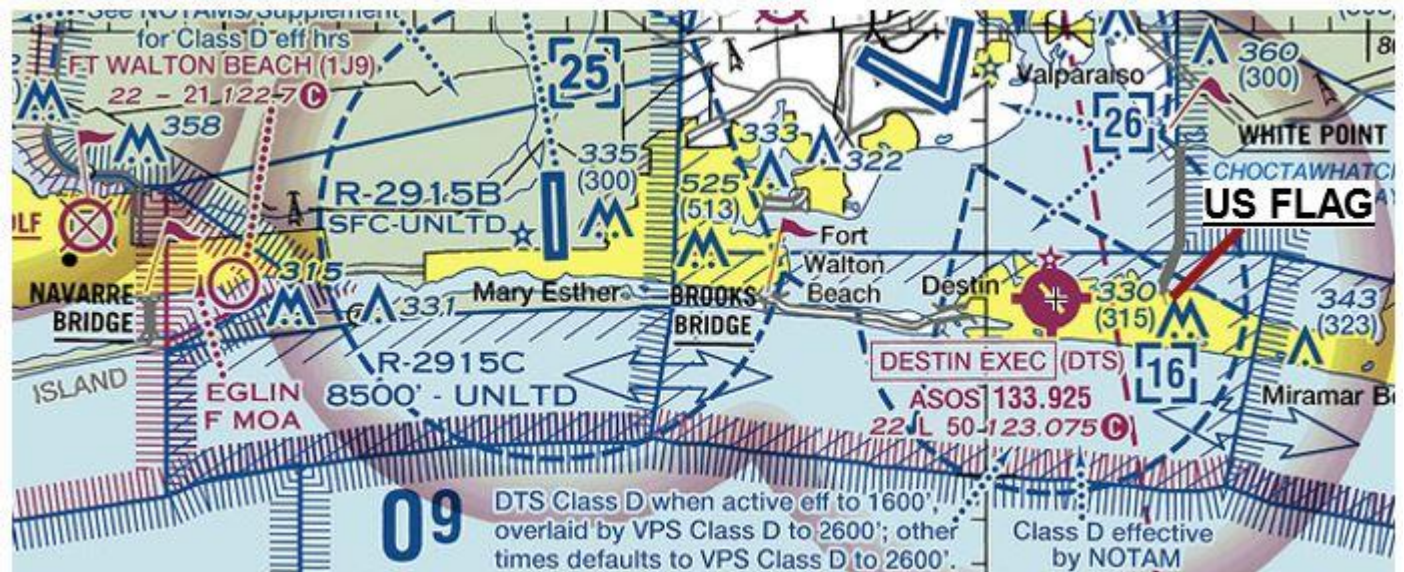 See NOTAMs/Supplement
for Class D eff hrs
FT WALTON BEACH (1J9)
22 - 21 122.7 C
358
25
335
(300)
R-2915B
SFC-UNLTD
525
(513)
333
322
Valparaiso
26
360
(300)
WHITE POINT
US FLAG
Fort
Walton
Beach
NAVARRE
BRIDGE
315
331
Mary Esther
BROOKS
BRIDGE
Destin
330
(315)
343
(323)
ISLAND
EGLIN
F MOA
R-2915C
8500' - UNLTD
DESTIN EXEC (DTS)
ASOS 133.925
22 L 50 123.075 C
16
Miramar
09
DTS Class D when active eff to 1600',
overlaid by VPS Class D to 2600'; other
times defaults to VPS Class D to 2600'.
Class D effective
by NOTAM